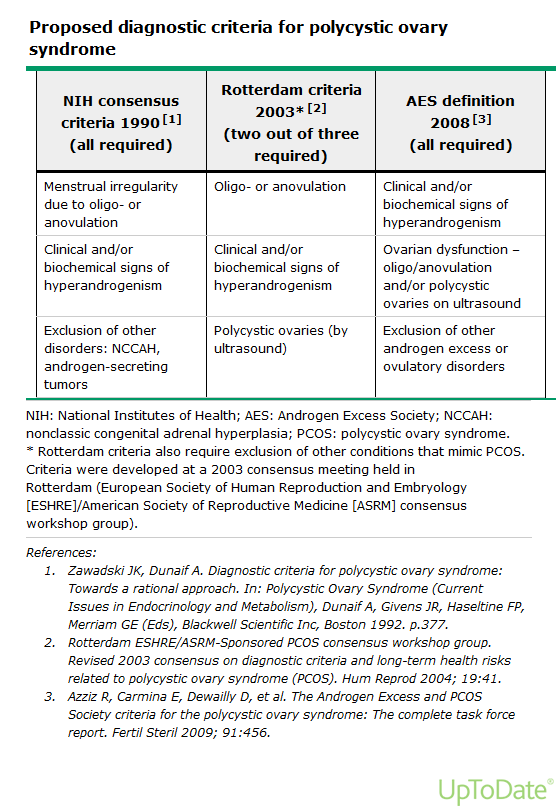 Proposed diagnostic criteria for polycystic ovary
syndrome
NIH consensus
criteria 1990[1]
(all required)
Rotterdam criteria
2003*[2]
(two out of three
required)
AES definition
2008[3]
(all required)
Menstrual irregularity
due to oligo- or
anovulation
Oligo- or anovulation
Clinical and/or
biochemical signs of
hyperandrogenism
Clinical and/or
biochemical signs of
hyperandrogenism
Clinical and/or
biochemical signs of
hyperandrogenism
Ovarian dysfunction –
oligo/anovulation
and/or polycystic
ovaries on ultrasound
Exclusion of other
disorders: NCCAH,
androgen-secreting
tumors
Polycystic ovaries (by
ultrasound)
Exclusion of other
androgen excess or
ovulatory disorders
NIH: National Institutes of Health; AES: Androgen Excess Society; NCCAH:
nonclassic congenital adrenal hyperplasia; PCOS: polycystic ovary syndrome.
* Rotterdam criteria also require exclusion of other conditions that mimic PCOS.
Criteria were developed at a 2003 consensus meeting held in
Rotterdam (European Society of Human Reproduction and Embryology
[ESHRE]/American Society of Reproductive Medicine [ASRM] consensus
workshop group).
References:
1. Zawadski JK, Dunaif A. Diagnostic criteria for polycystic ovary syndrome:
Towards a rational approach. In: Polycystic Ovary Syndrome (Current
Issues in Endocrinology and Metabolism), Dunaif A, Givens JR, Haseltine FP,
Merriam GE (Eds), Blackwell Scientific Inc, Boston 1992. p.377.
2. Rotterdam ESHRE/ASRM-Sponsored PCOS consensus workshop group.
Revised 2003 consensus on diagnostic criteria and long-term health risks
related to polycystic ovary syndrome (PCOS). Hum Reprod 2004; 19:41.
3. Azziz R, Carmina E, Dewailly D, et al. The Androgen Excess and PCOS
Society criteria for the polycystic ovary syndrome: The complete task force
report. Fertil Steril 2009; 91:456.
UpToDate®